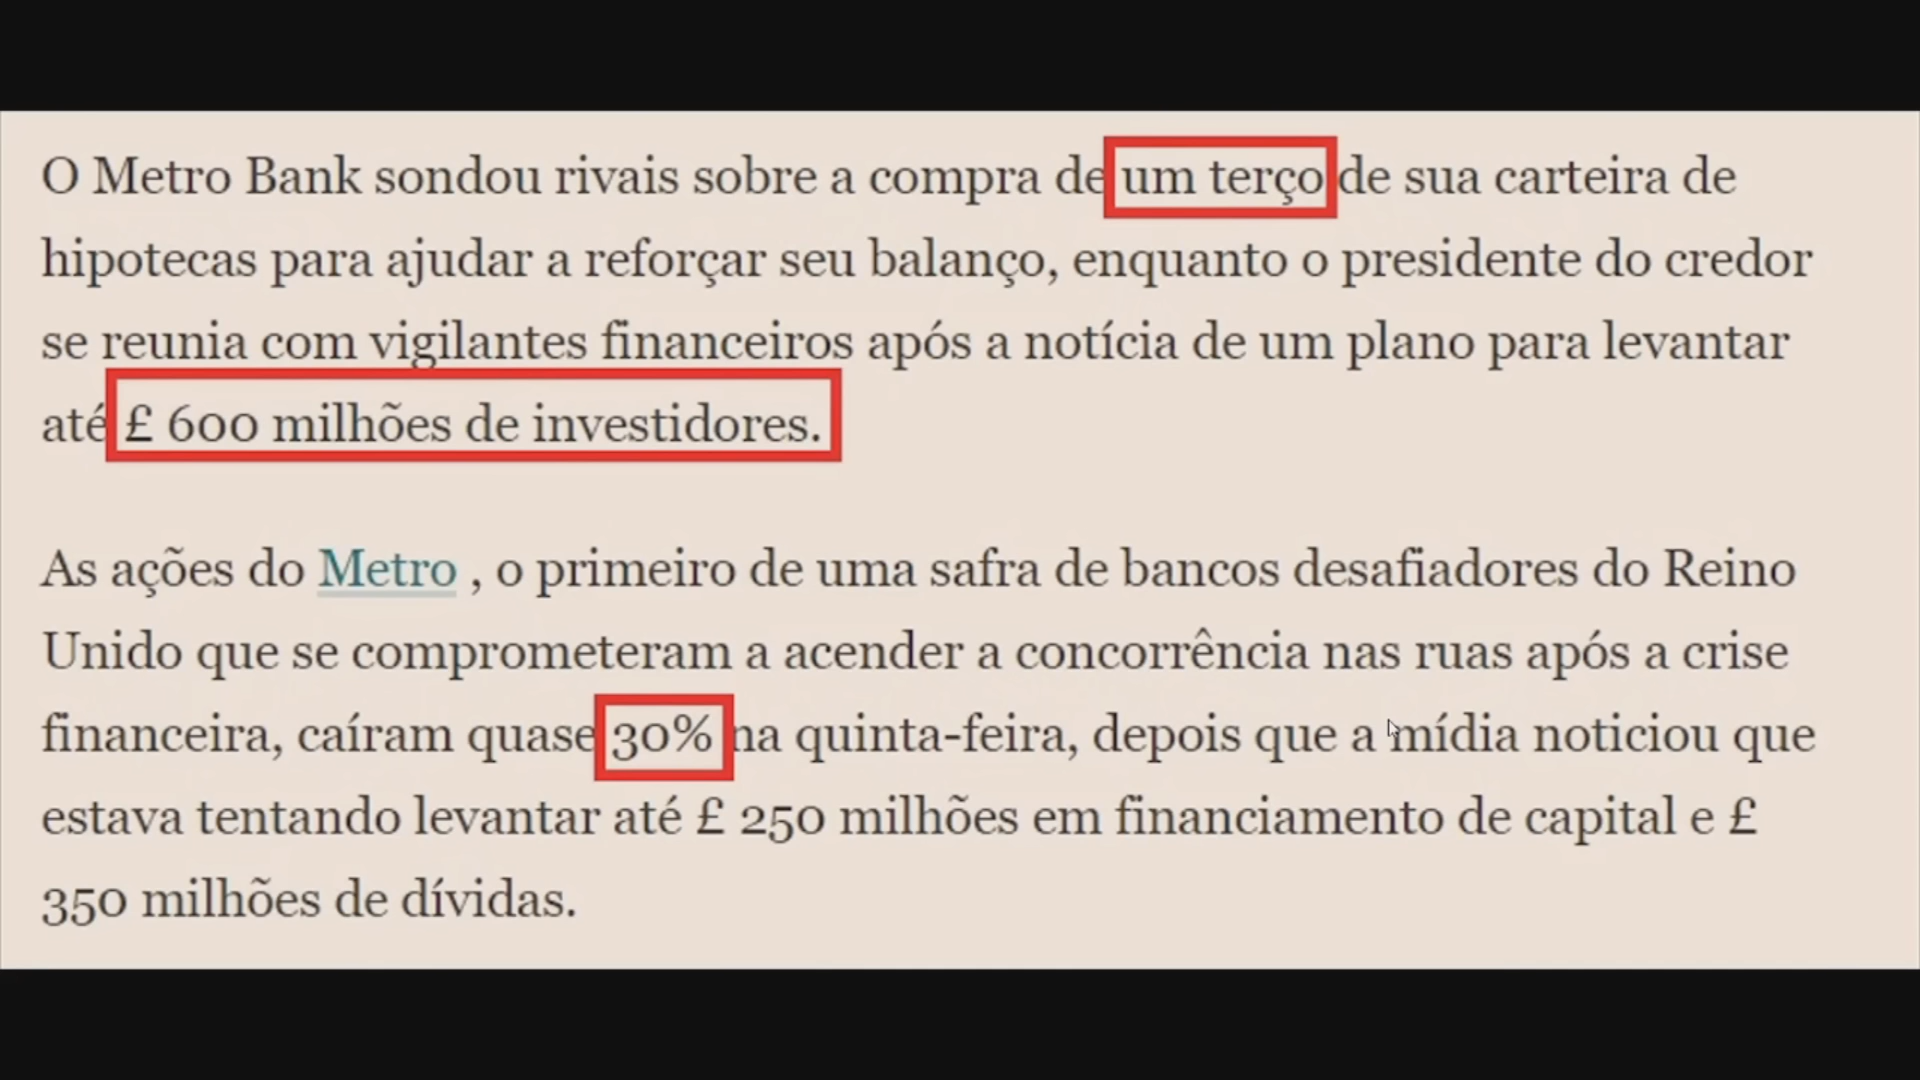 O Metro Bank sondou rivais sobre a compra de um terço de sua carteira de
hipotecas para ajudar a reforçar seu balanço, enquanto o presidente do credor
se reunia com vigilantes financeiros após a notícia de um plano para levantar
até £ 600 milhões de investidores.
As ações do Metro , o primeiro de uma safra de bancos desafiadores do Reino
Unido que se comprometeram a acender a concorrência nas ruas após a crise
financeira, caíram quase 30% na quinta-feira, depois que a mídia noticiou que
estava tentando levantar até £ 250 milhões em financiamento de capital e £
350 milhões de dívidas.